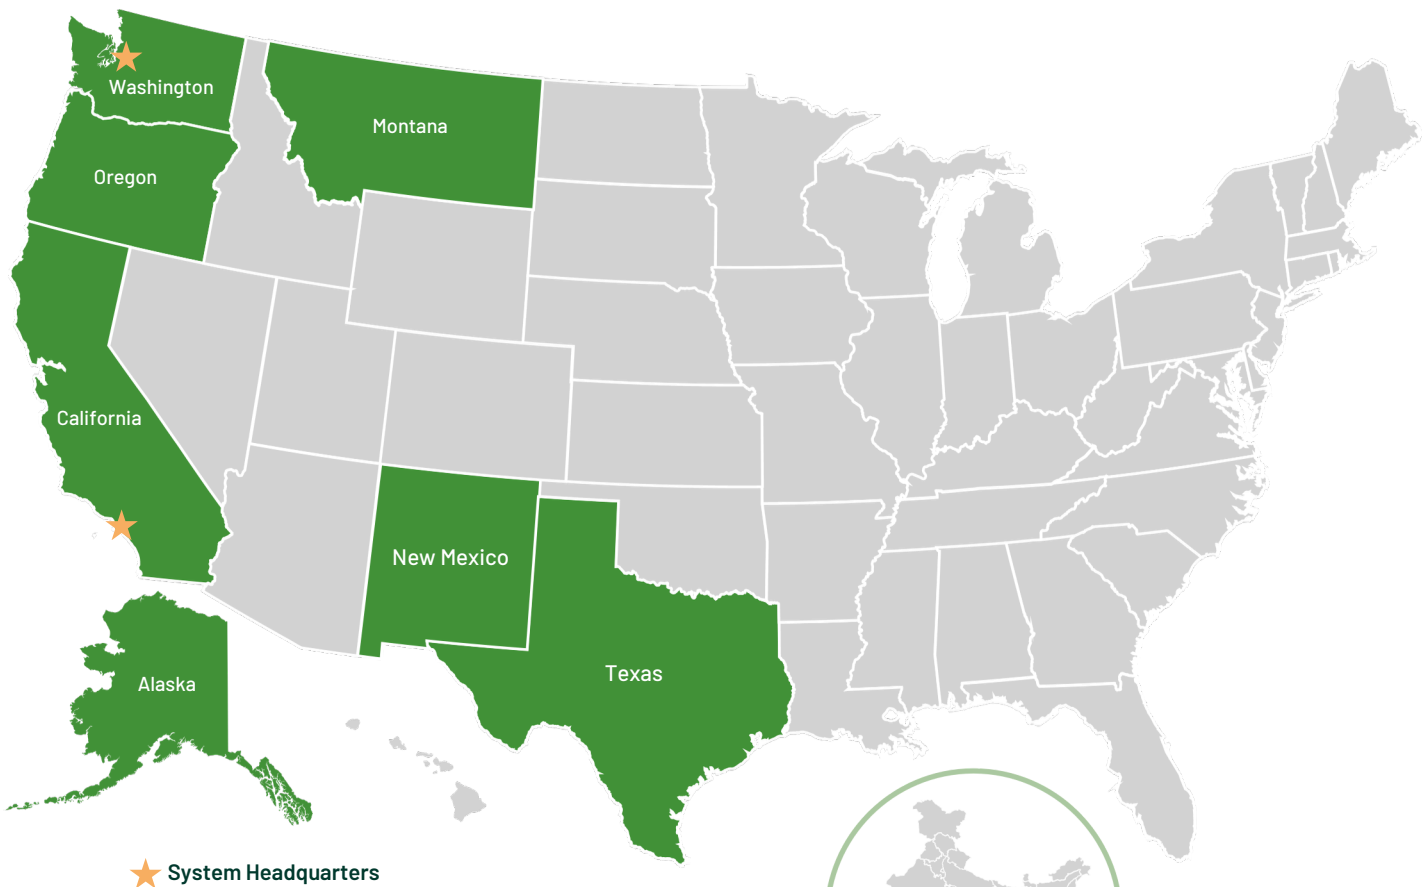 Washington
Montana
Oregon
California
New Mexico
Texas
Alaska
System Headquarters